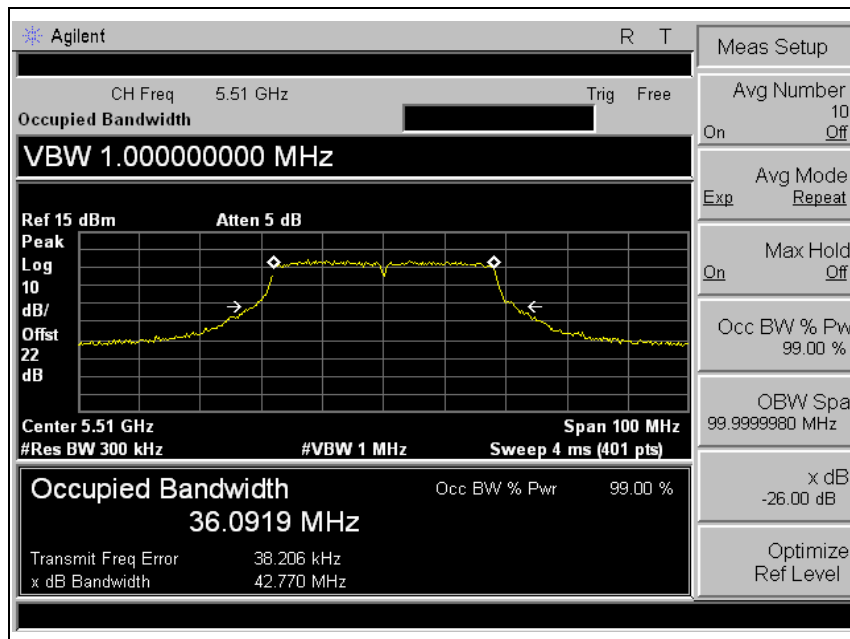 Agilent R T
CH Freq 5.51 GHz Trig Free
Occupied Bandwidth
VBW 1.000000000 MHz
Ref 15 dBm Atten 5 dB
Peak
Log
10
dB/
Offst
22
dB
Center 5.51 GHz Span 100 MHz
#Res BW 300 kHz #VBW 1 MHz Sweep 4 ms (401 pts)
Occupied Bandwidth Occ BW % Pwr 99.00 %
36.0919 MHz
Transmit Freq Error 38.206 kHz
x dB Bandwidth 42.770 MHz
Meas Setup
Avg Number
10
On Off
Avg Mode
Exp Repeat
Max Hold
On Off
Occ BW % Pw
99.00 %
OBW Spa
99.9999980 MHz
x dB
-26.00 dB
Optimize
Ref Level